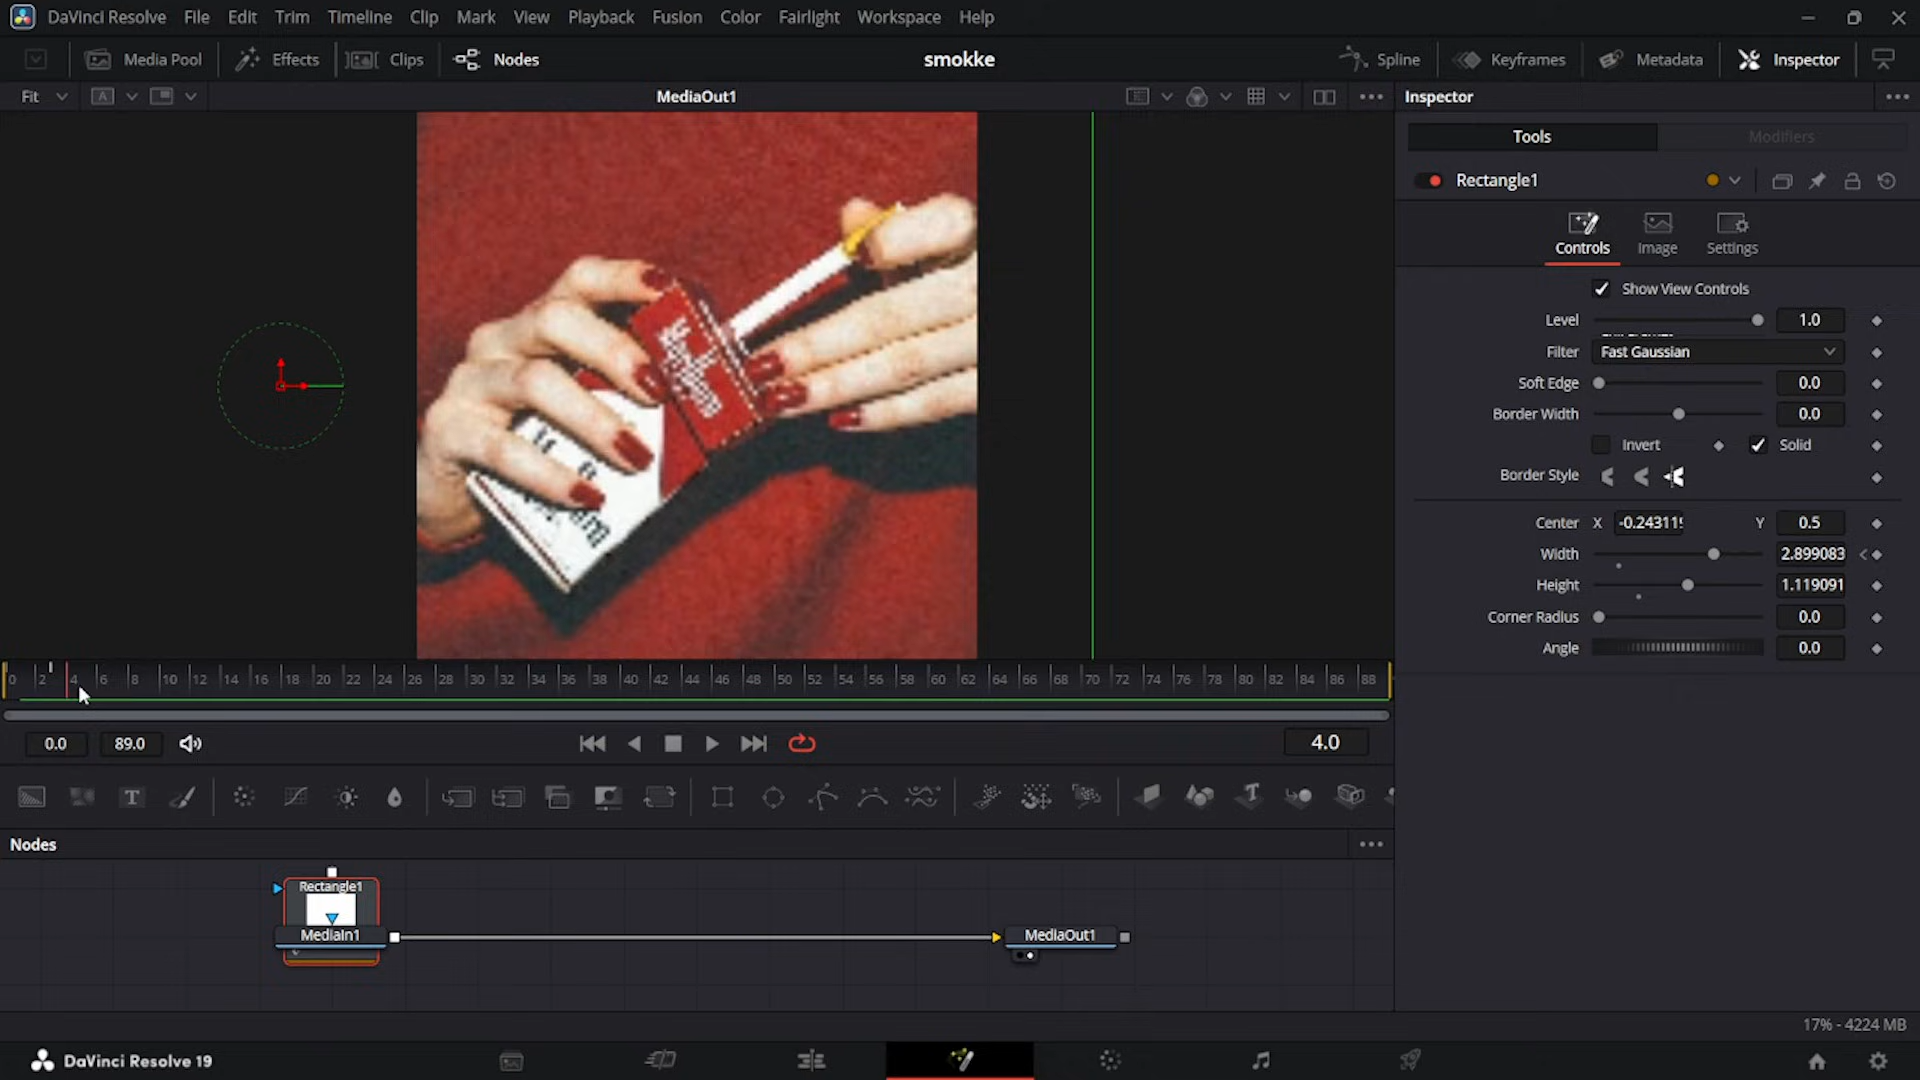 DaVinci Resolve File Edit Trim Timeline Clip Mark View Playback Fusion Color Fairlight Workspace Help
Media Pool Effects Clips Nodes smokke Spline Keyframes Metadata Inspector
Fit A MediaOut1 Inspector
Tools Modifiers
Rectangle1
Controls Image Settings
Show View Controls
Level 1.0
Filter Fast Gaussian
Soft Edge 0.0
Border Width 0.0
Invert Solid
Border Style
Center X -0.243115 Y 0.5
Width 2.899083
Height 1.119091
Corner Radius 0.0
Angle 0.0
0 2 4 6 8 10 12 14 16 18 20 22 24 26 28 30 32 34 36 38 40 42 44 46 48 50 52 54 56 58 60 62 64 66 68 70 72 74 76 78 80 82 84 86 88
0.0 89.0 4.0
T T
Nodes
Rectangle1
MediaIn1 MediaOut1
17% - 4224 MB
DaVinci Resolve 19